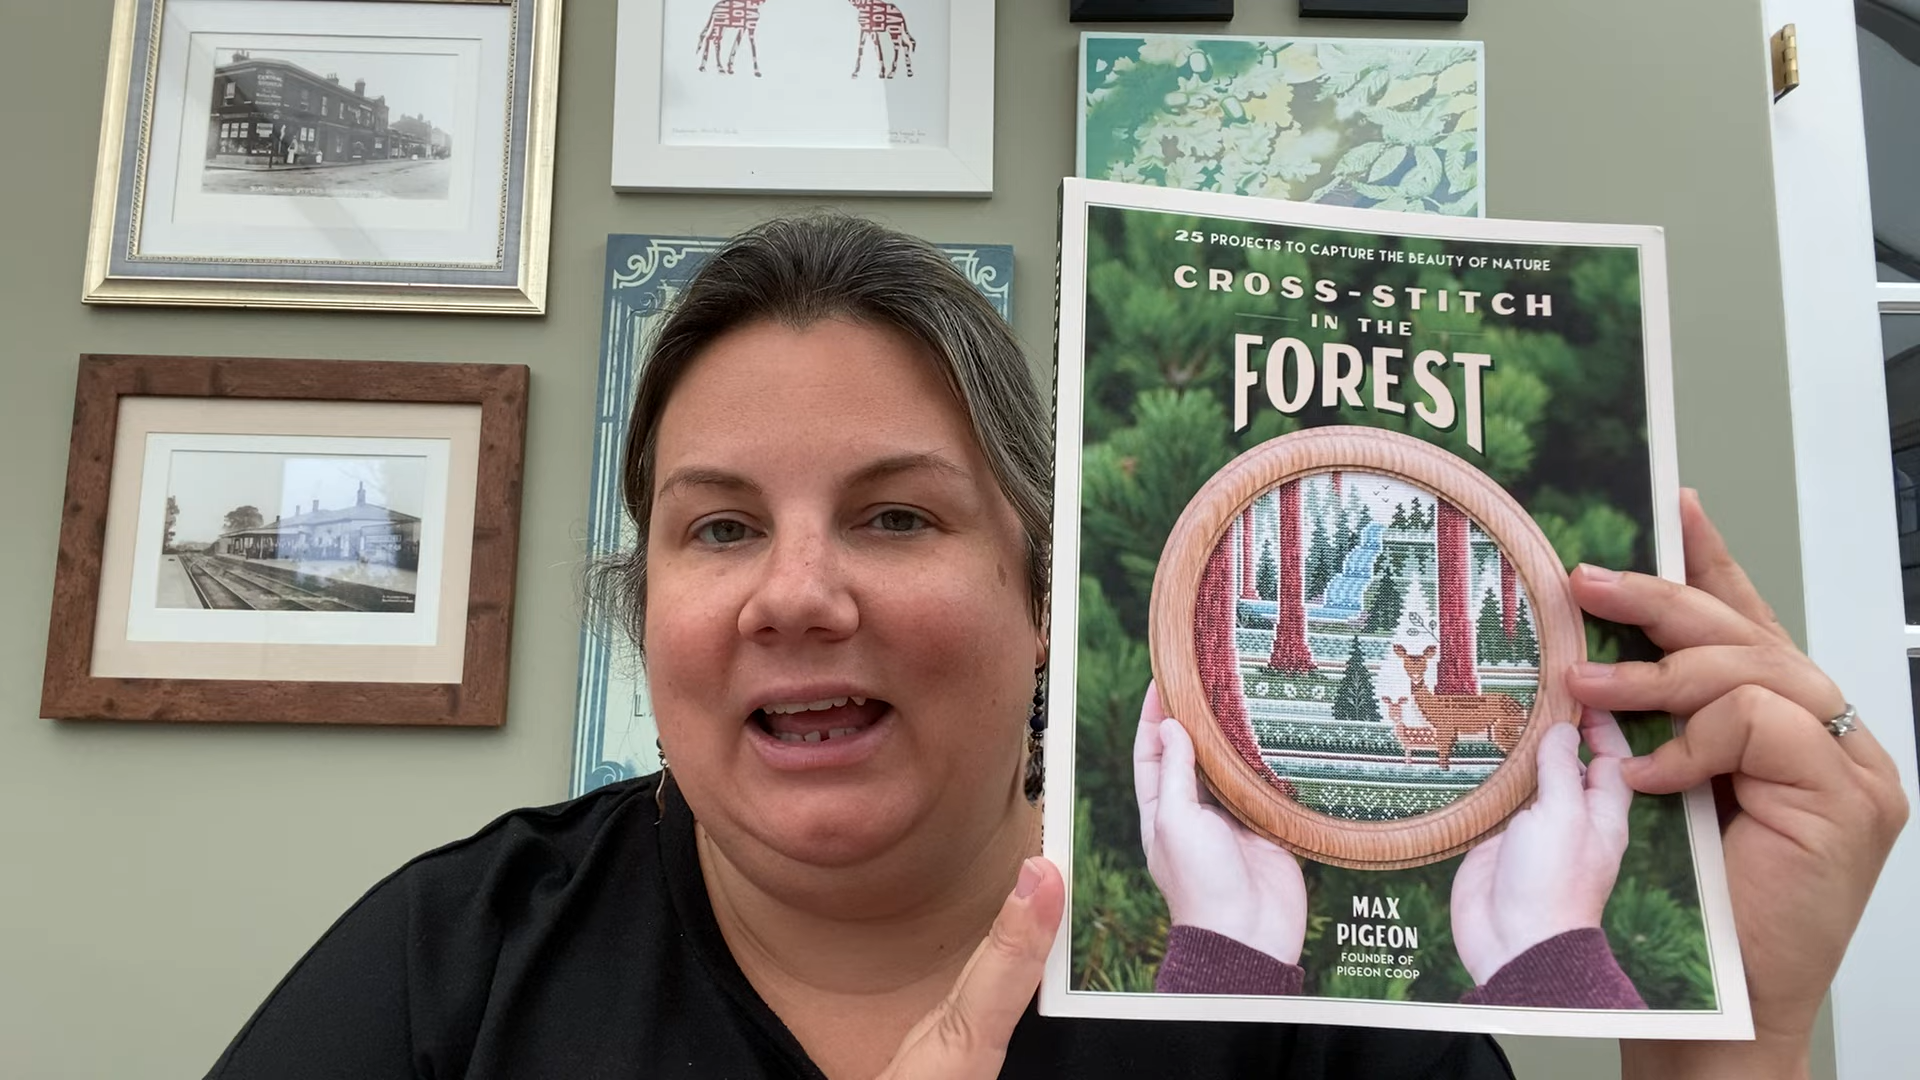 25 PROJECTS TO CAPTURE THE BEAUTY OF NATURE
CROSS-STITCH
IN THE
FOREST
MAX
PIGEON
FOUNDER OF
PIGEON COOP